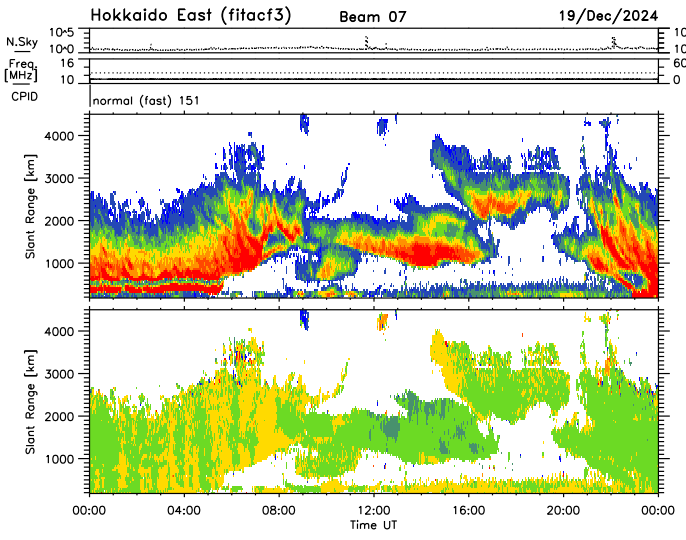 Hokkaido East (fitacf3) Beam 07 19/Dec/2024
N.Sky 10^5 10^0 10 10
Freq. [MHz] 16 10 60 0
CPID normal (fast) 151
Slant Range [km] 4000 3000 2000 1000
Slant Range [km] 4000 3000 2000 1000
00:00 04:00 08:00 12:00 16:00 20:00 00:00
Time UT